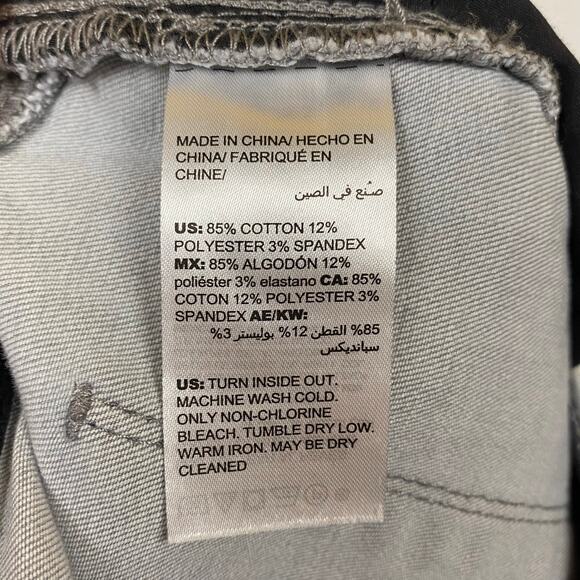 MADE IN CHINA/ HECHO EN
CHINA/ FABRIQUÉ EN
CHINE/
صُنع في الصين
US: 85% COTTON 12%
POLYESTER 3% SPANDEX
MX: 85% ALGODÓN 12%
poliéster 3% elastano CA: 85%
COTON 12% POLYESTER 3%
SPANDEX AE/KW:
85% القطن 12% بوليستر 3%
سبانديكس
US: TURN INSIDE OUT.
MACHINE WASH COLD.
ONLY NON-CHLORINE
BLEACH. TUMBLE DRY LOW.
WARM IRON. MAY BE DRY
CLEANED